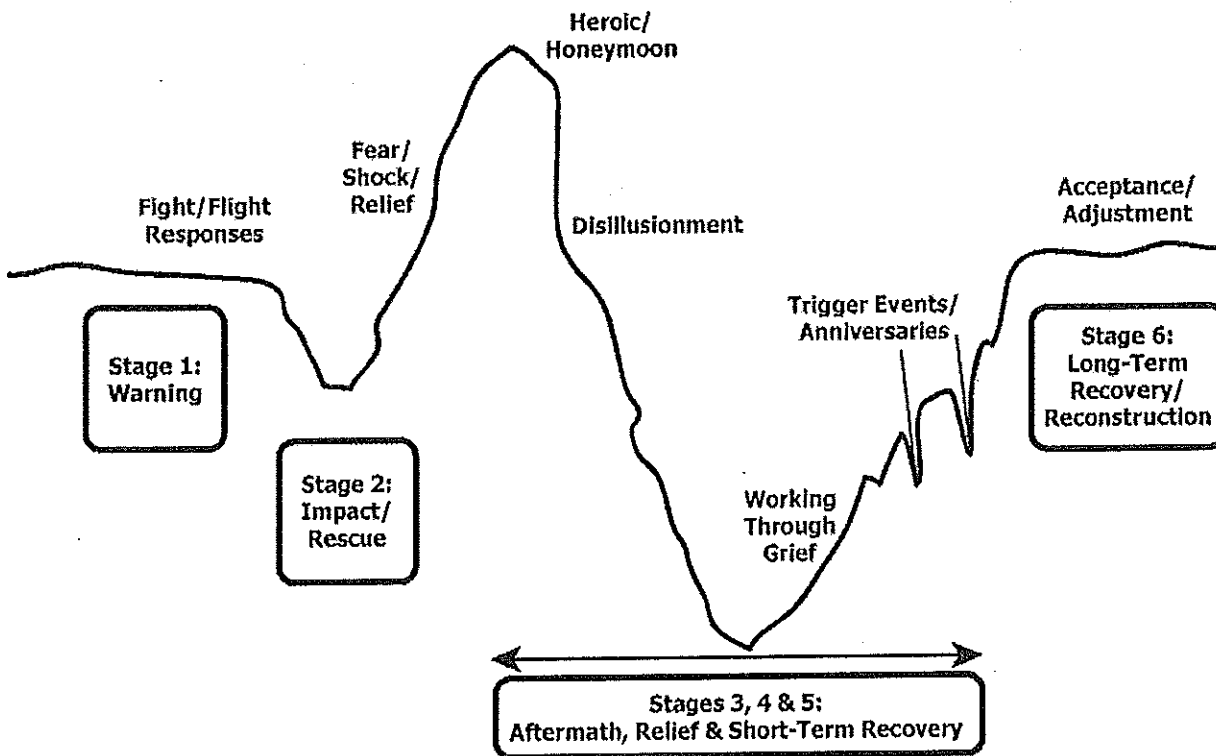 Heroic/
Honeymoon
Fear/
Shock/
Relief
Fight/Flight
Responses
Disillusionment
Acceptance/
Adjustment
Trigger Events/
Anniversaries
Stage 1:
Warning
Stage 6:
Long-Term
Recovery/
Reconstruction
Stage 2:
Impact/
Rescue
Working
Through
Grief
Stages 3, 4 & 5:
Aftermath, Relief & Short-Term Recovery